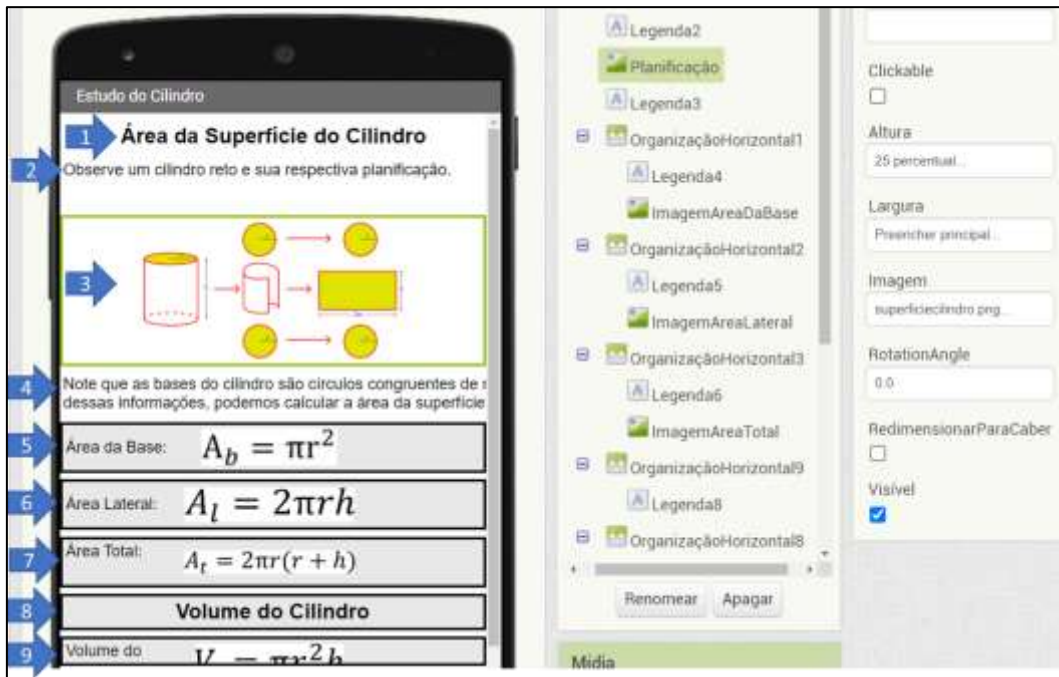 Estudo do Cilindro
1 Área da Superfície do Cilindro
2 Observe um cilindro reto e sua respectiva planificação.
3
4 Note que as bases do cilindro são círculos congruentes de
dessas informações, podemos calcular a área da superfície
5 Área da Base: A_b = πr²
6 Área Lateral: A_l = 2πrh
7 Área Total: A_t = 2πr(r + h)
8 Volume do Cilindro
9 Volume do V = πr²h
Legenda2
Planificação
Legenda3
OrganizaçãoHorizontal1
Legenda4
ImagemAreaDaBase
OrganizaçãoHorizontal2
Legenda5
ImagemAreaLateral
OrganizaçãoHorizontal3
Legenda6
ImagemAreaTotal
OrganizaçãoHorizontal9
Legenda8
OrganizaçãoHorizontal8
Renomear Apagar
Mídia
Clickable
Altura
25 percentual...
Largura
Preencher principal...
Imagem
superficiecilindro.png...
RotationAngle
0.0
RedimensionarParaCaber
Visível